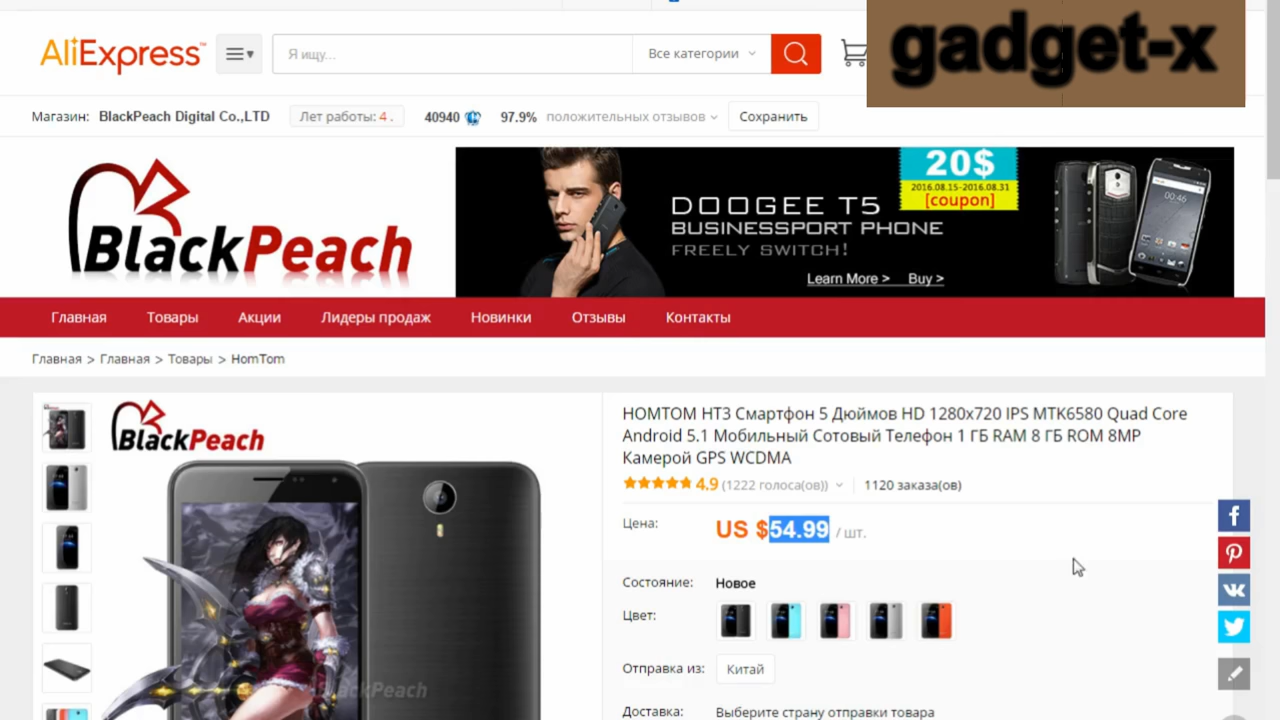 gadget-x
AliExpress™
Я ищу...
Все категории
Магазин: BlackPeach Digital Co.,LTD
Лет работы: 4 .
40940
97.9% положительных отзывов
Сохранить
BlackPeach
DOOGEE T5
BUSINESSPORT PHONE
FREELY SWITCH!
Learn More > Buy >
20$
2016.08.15-2016.08.31
[coupon]
00:46
Главная Товары Акции Лидеры продаж Новинки Отзывы Контакты
Главная > Главная > Товары > HomTom
BlackPeach
BlackPeach
HOMTOM HT3 Смартфон 5 Дюймов HD 1280x720 IPS MTK6580 Quad Core
Android 5.1 Мобильный Сотовый Телефон 1 ГБ RAM 8 ГБ ROM 8MP
Камерой GPS WCDMA
4.9 (1222 голоса(ов)) 1120 заказа(ов)
Цена: US $54.99 / шт.
Состояние: Новое
Цвет:
Отправка из: Китай
Доставка: Выберите страну отправки товара